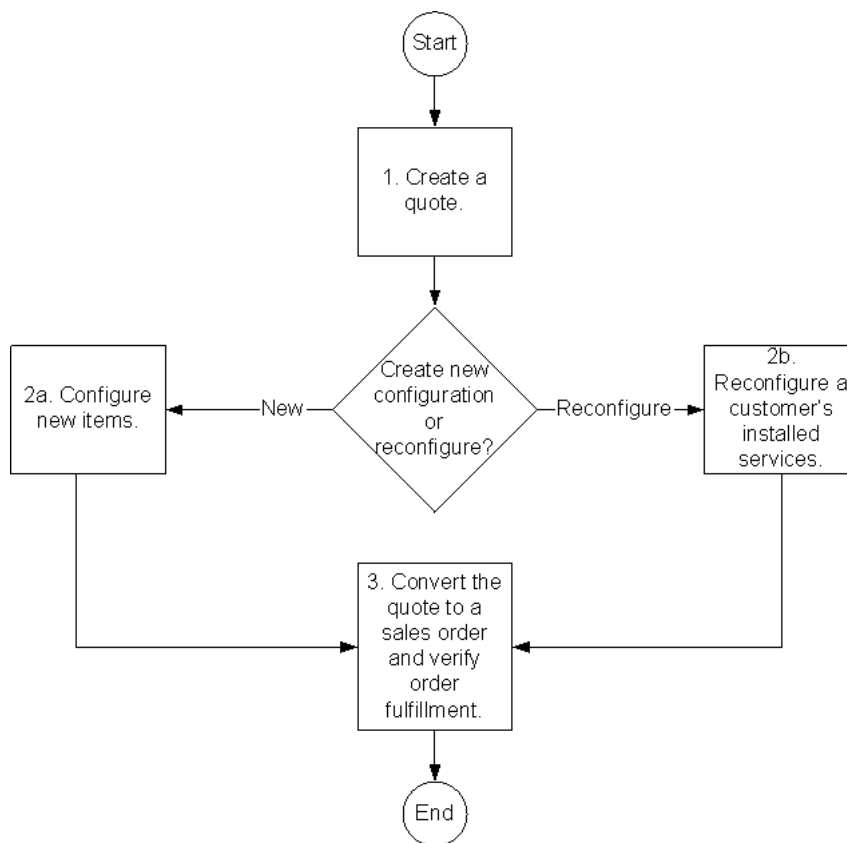 Start
1. Create a
quote.
Create new
configuration
or
reconfigure?
New
Reconfigure
2a. Configure
new items.
2b.
Reconfigure a
customer's
installed
services.
3. Convert the
quote to a
sales order
and verify
order
fulfillment.
End